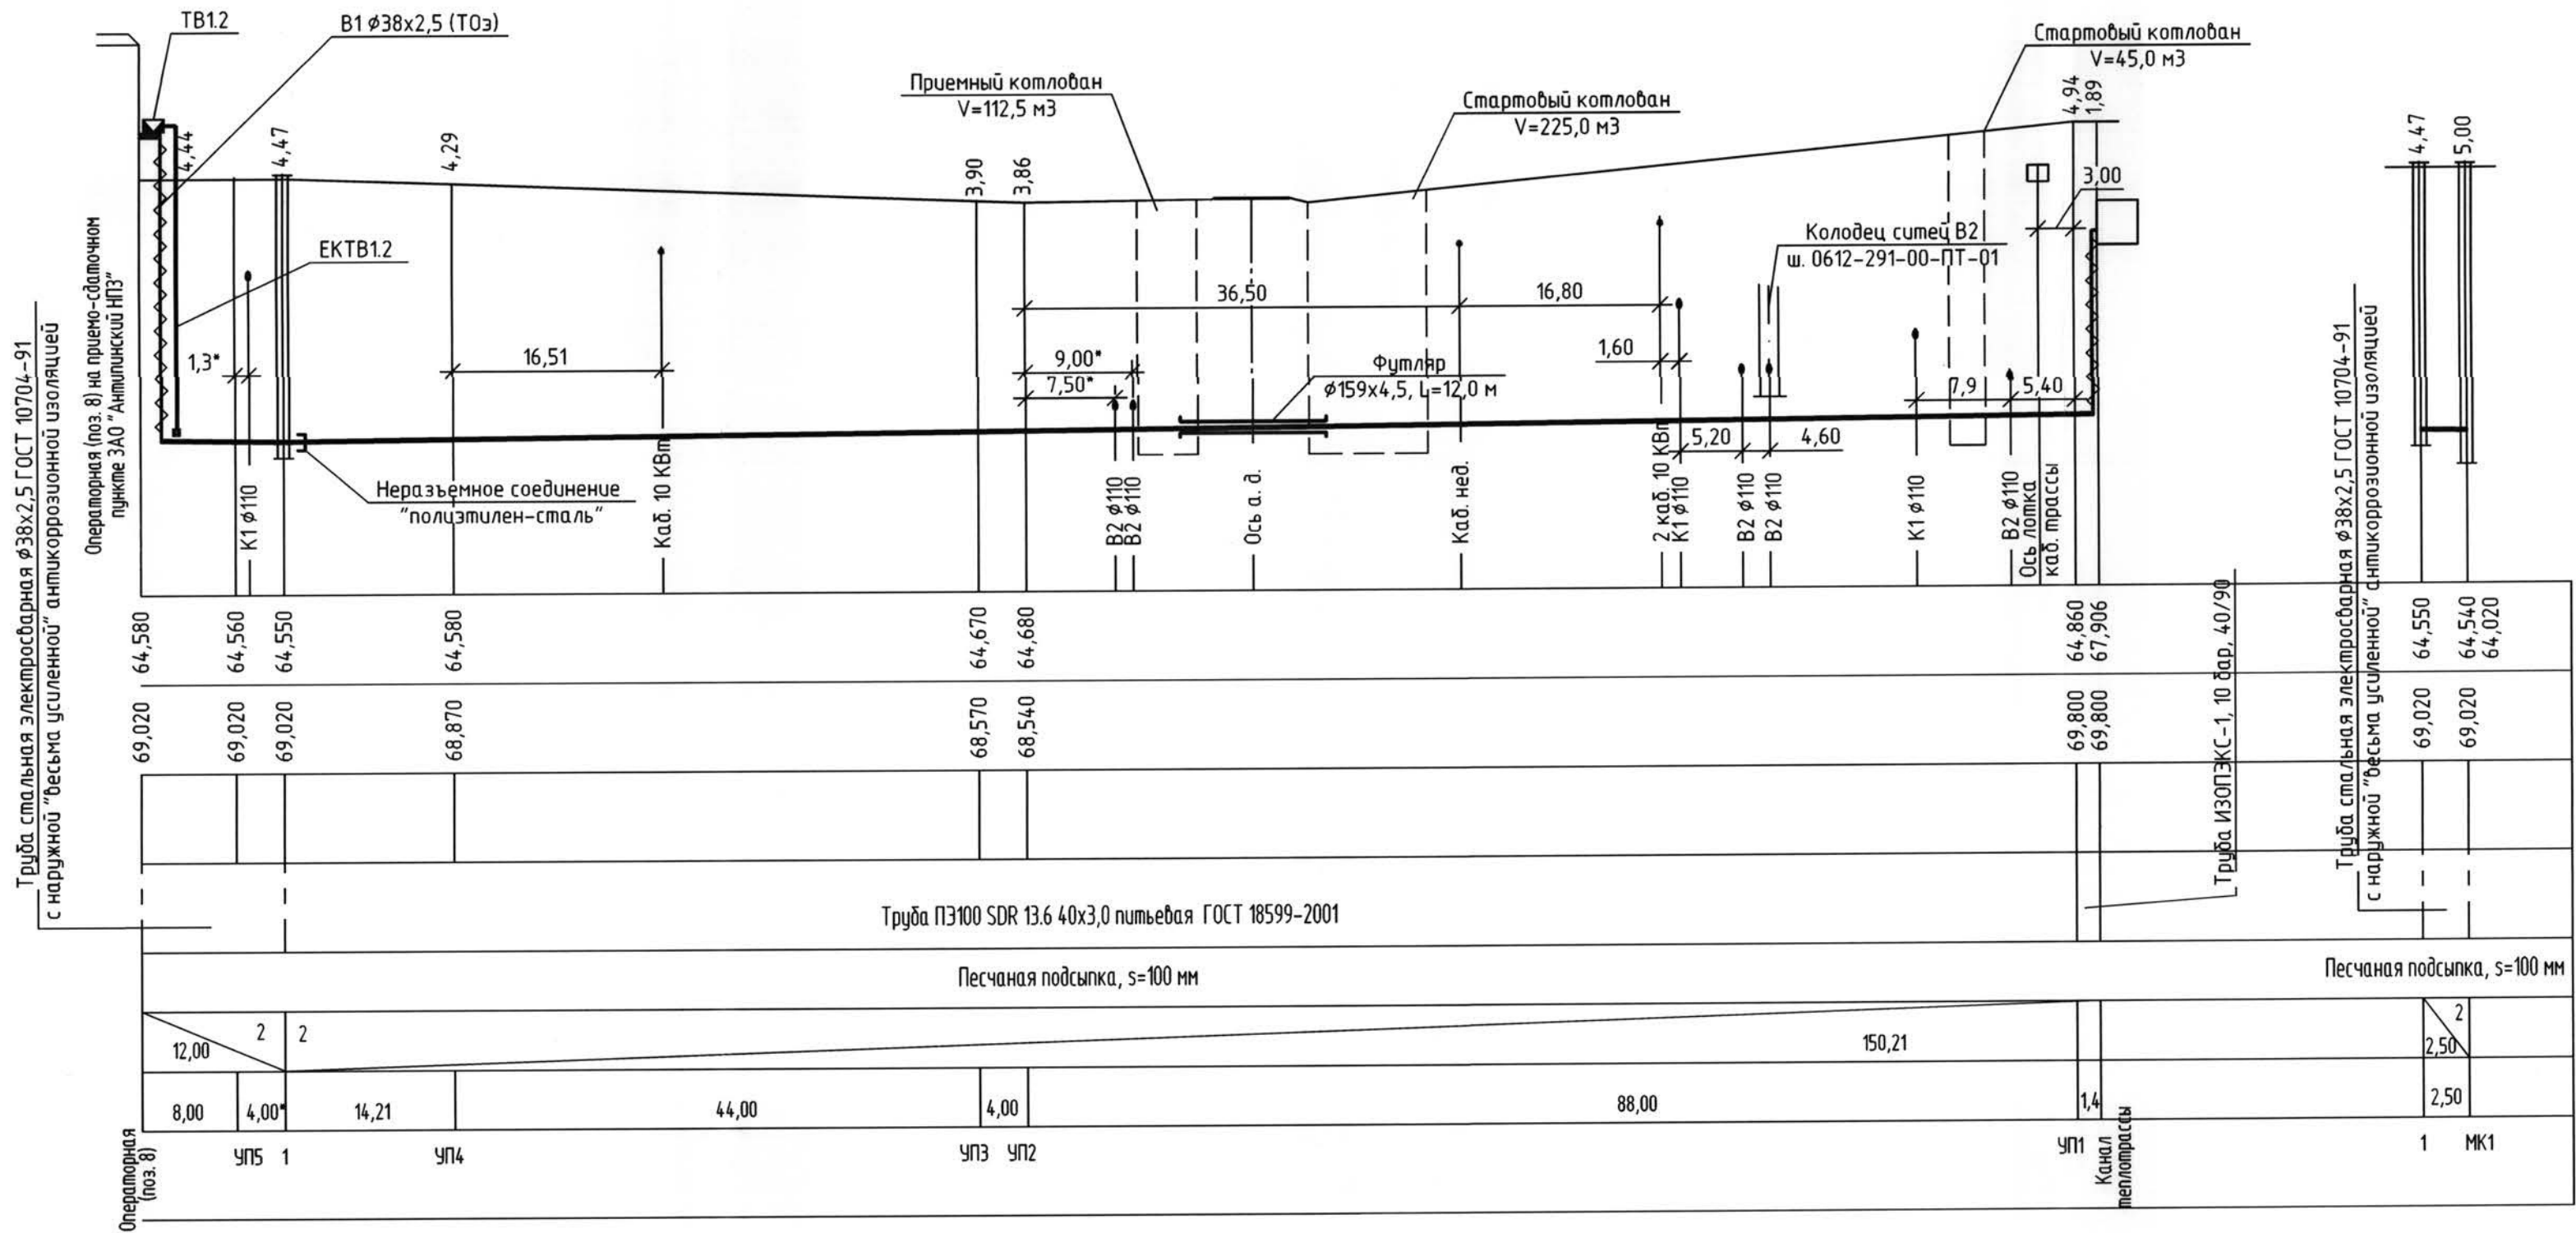 ТВ1.2
В1 ⌀38х2,5 (ТОэ)
Приемный котлован
V=112,5 м3
Стартовый котлован
V=225,0 м3
Стартовый котлован
V=45,0 м3
4,44
4,47
4,29
3,90
3,86
4,94
1,89
4,47
5,00
3,00
ЕКТВ1.2
Колодец ситей В2
ш. 0612-291-00-ПТ-01
36,50
16,80
1,3*
16,51
9,00*
7,50*
1,60
Футляр
⌀159х4,5, L=12,0 м
7,9
5,40
5,20
4,60
Неразъемное соединение
"полиэтилен-сталь"
Операторная (поз. 8) на приемо-сдаточном
пункте ЗАО "Антипинский НПЗ"
Труба стальная электросварная ⌀38х2,5 ГОСТ 10704-91
с наружной "весьма усиленной" антикоррозионной изоляцией
К1 ⌀110
Каб. 10 КВт
В2 ⌀110
В2 ⌀110
Ось а. д.
Каб. нед.
2 каб. 10 КВт
К1 ⌀110
В2 ⌀110
В2 ⌀110
К1 ⌀110
В2 ⌀110
Ось лотка
каб. трассы
Труба ИЗОПЭКС-1, 10 бар, 40/90
Труба стальная электросварная ⌀38х2,5 ГОСТ 10704-91
с наружной "весьма усиленной" антикоррозионной изоляцией
64,580
64,560
64,550
64,580
64,670
64,680
64,860
67,906
64,550
64,540
64,020
69,020
69,020
69,020
68,870
68,570
68,540
69,800
69,800
69,020
69,020
Труба ПЭ100 SDR 13.6 40х3,0 питьевая ГОСТ 18599-2001
Песчаная подсыпка, s=100 мм
Песчаная подсыпка, s=100 мм
12,00
2
2
150,21
2
2,50
8,00
4,00*
14,21
44,00
4,00
88,00
1,4
2,50
Операторная
(поз. 8)
УП5
1
УП4
УП3
УП2
УП1
Канал
теплотрассы
1
МК1